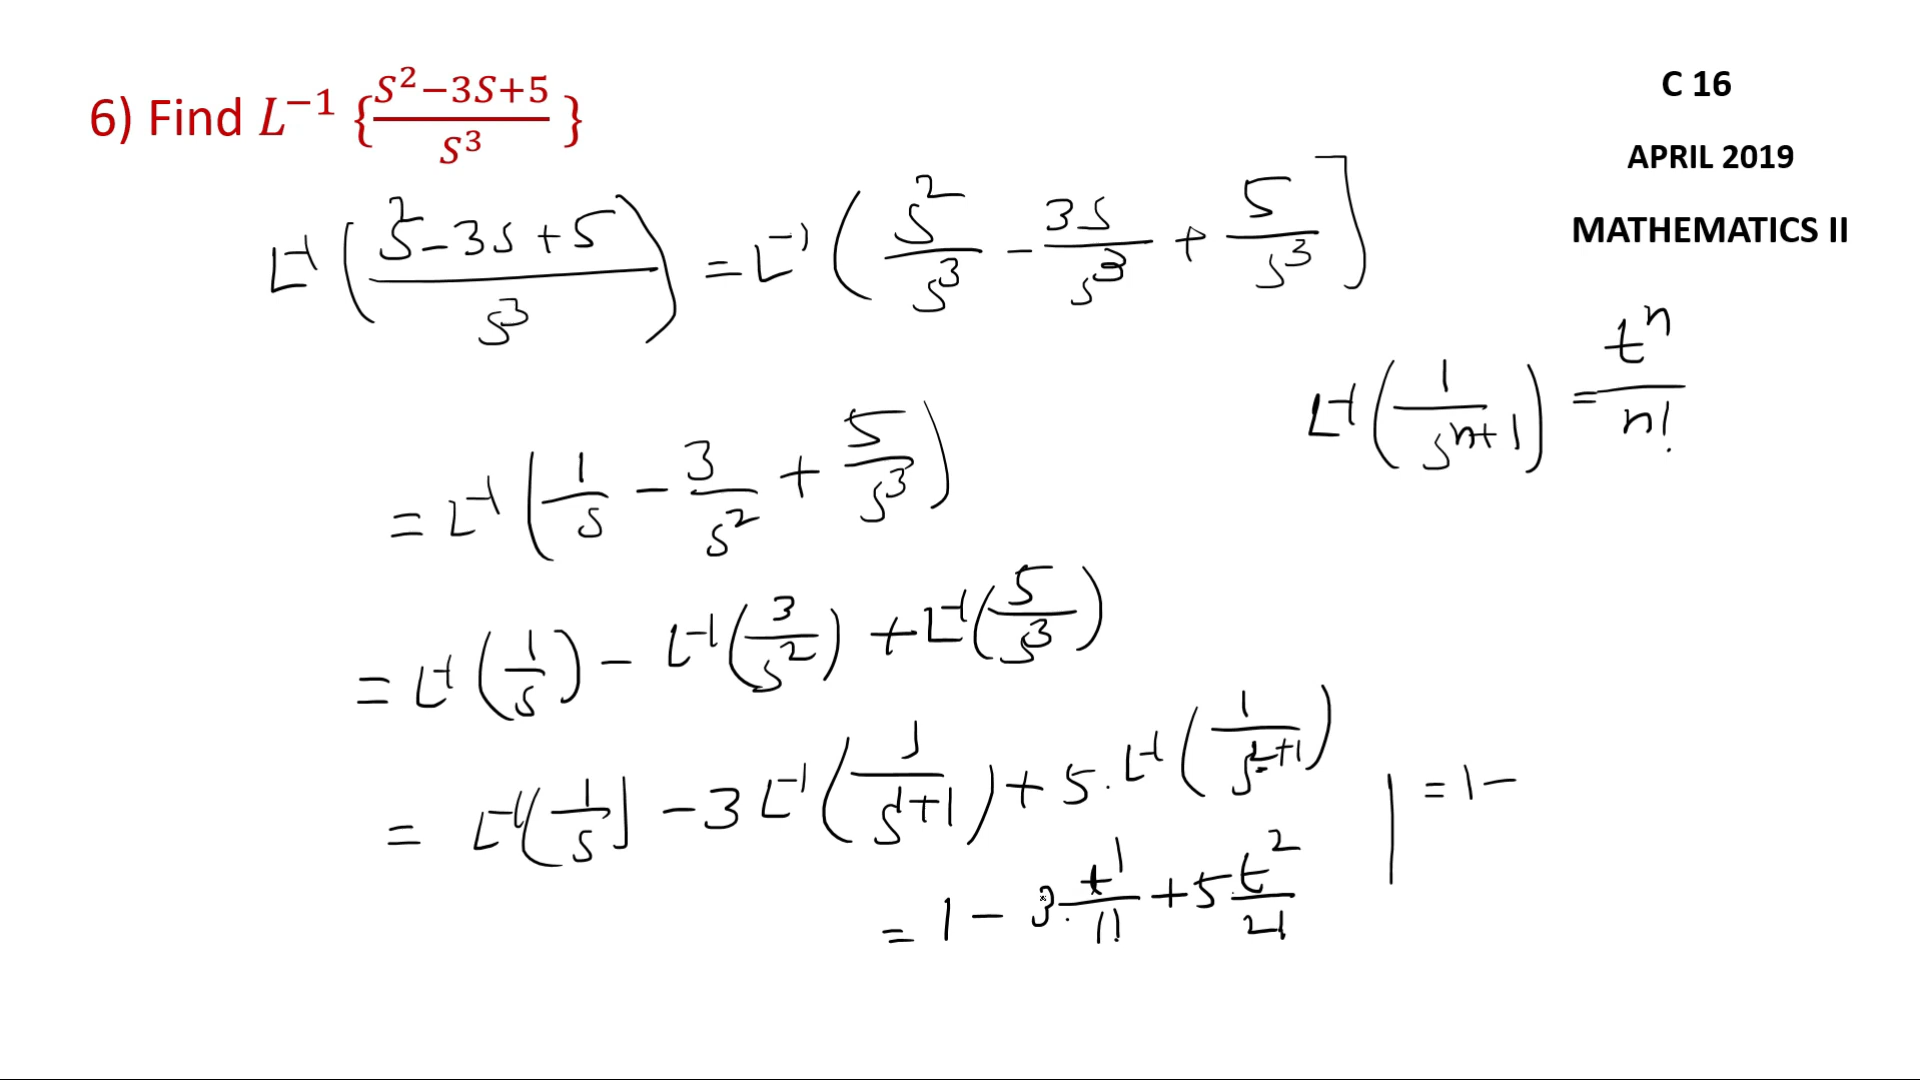 6) Find L⁻¹ {(S²−3S+5)/S³}
C 16
APRIL 2019
MATHEMATICS II
L⁻¹((s²−3s+5)/s³) = L⁻¹(s²/s³ − 3s/s³ + 5/s³]
L⁻¹(1/sⁿ⁺¹) = tⁿ/n!
= L⁻¹(1/s − 3/s² + 5/s³)
= L⁻¹(1/s) − L⁻¹(3/s²) + L⁻¹(5/s³)
= L⁻¹(1/s] − 3 L⁻¹(1/s¹⁺¹) + 5. L⁻¹(1/s²⁺¹)
= 1 −
= 1 − 3.t¹/1! + 5.t²/2!